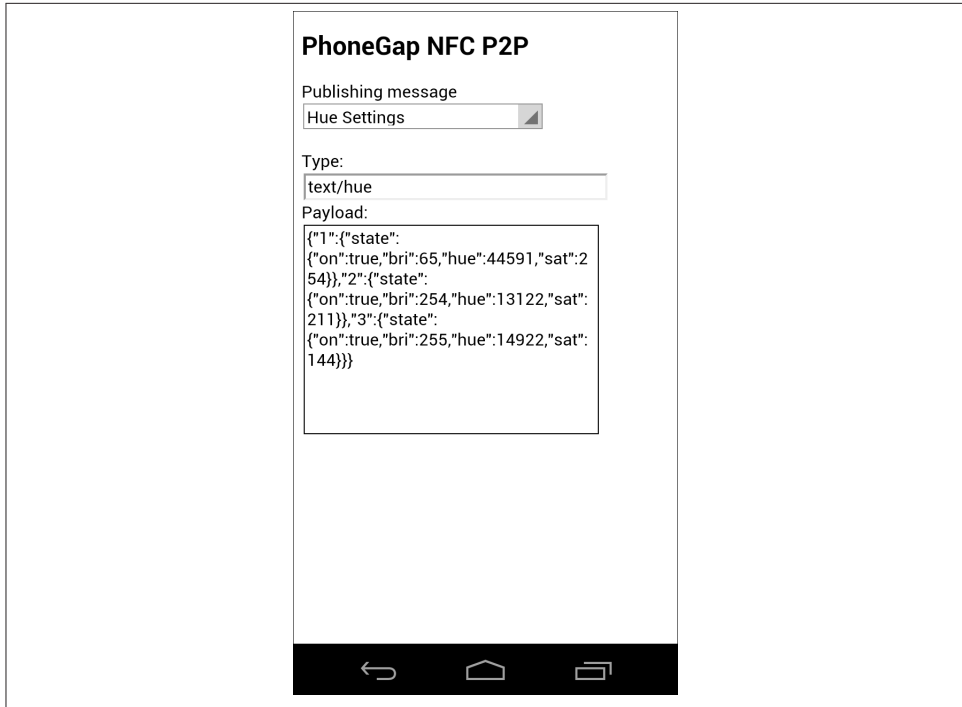 PhoneGap NFC P2P
Publishing message
Hue Settings
Type:
text/hue
Payload:
{"1":{"state":
{"on":true,"bri":65,"hue":44591,"sat":2
54}},"2":{"state":
{"on":true,"bri":254,"hue":13122,"sat":
211}},"3":{"state":
{"on":true,"bri":255,"hue":14922,"sat":
144}}}